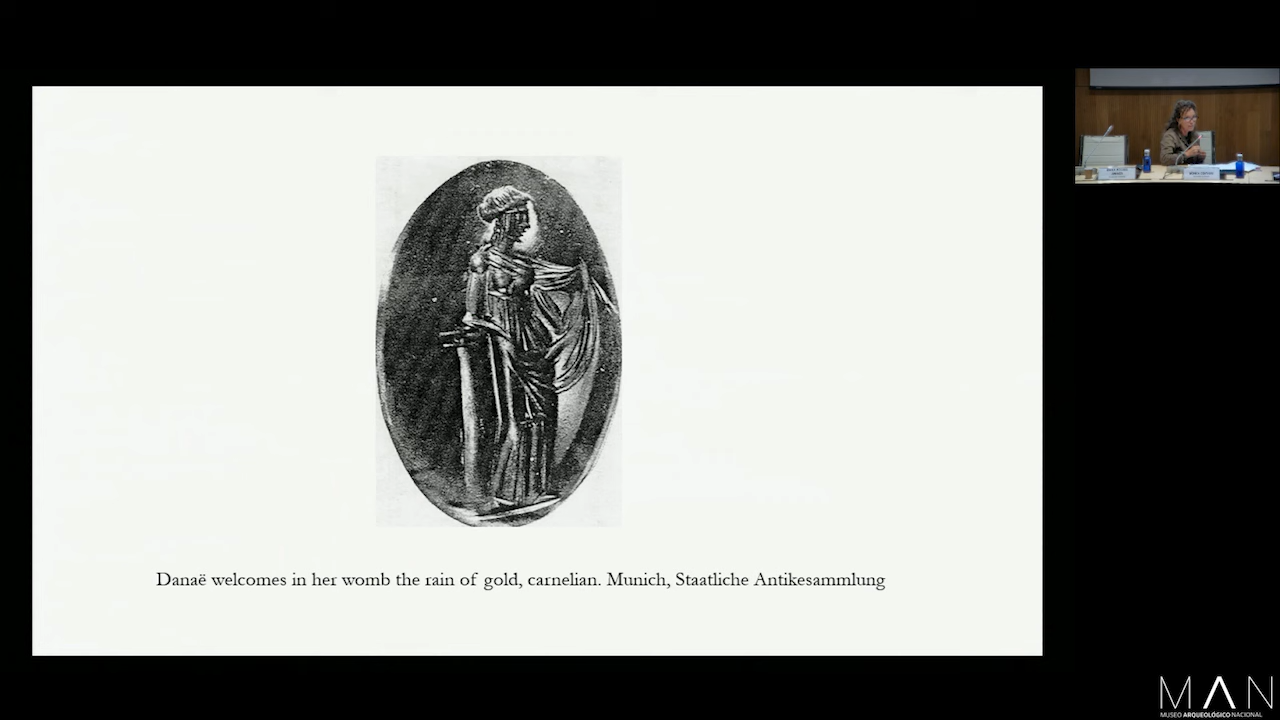 Danaë welcomes in her womb the rain of gold, carnelian. Munich, Staatliche Antikesammlung
MAN
MUSEO ARQUEOLÓGICO NACIONAL